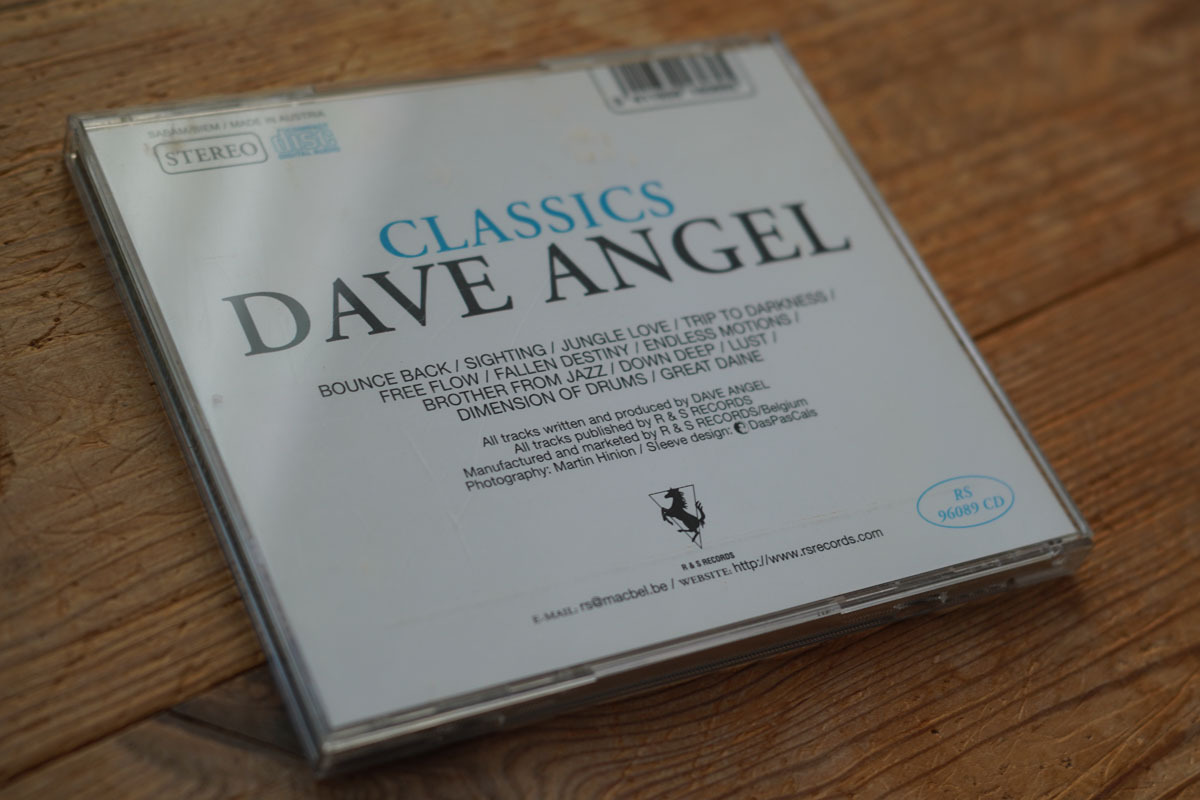 SABAM/BIEM / MADE IN AUSTRIA
STEREO
disc
DIGITAL AUDIO
CLASSICS
DAVE ANGEL
BOUNCE BACK / SIGHTING / JUNGLE LOVE / TRIP TO DARKNESS /
FREE FLOW / FALLEN DESTINY / ENDLESS MOTIONS /
BROTHER FROM JAZZ / DOWN DEEP / LUST /
DIMENSION OF DRUMS / GREAT DAINE
All tracks written and produced by DAVE ANGEL
All tracks published by R & S RECORDS
Manufactured and marketed by R & S RECORDS/Belgium
Photography: Martin Hinion / Sleeve design: DasPasCals
RS
96089 CD
R & S RECORDS
E-MAIL: rs@macbel.be / WEBSITE: http://www.rsrecords.com